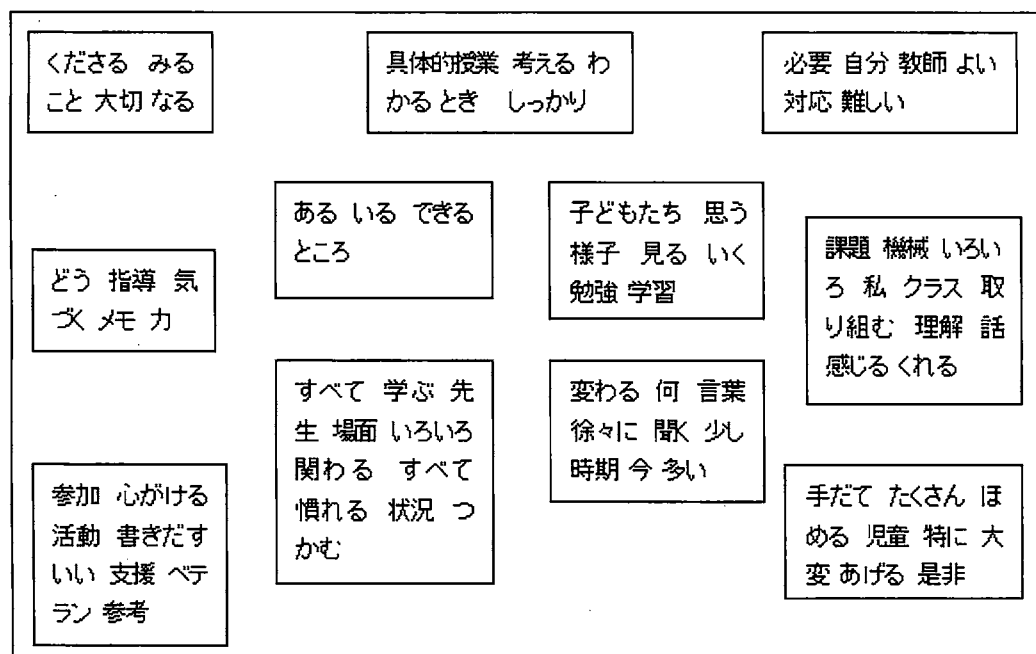 くださる みる
こと 大切 なる
具体的授業 考える わ
かる とき しっかり
必要 自分 教師 よい
対応 難しい
ある いる できる
ところ
子どもたち 思う
様子 見る いく
勉強 学習
課題 機械 いろい
ろ 私 クラス 取
り組む 理解 話
感じる くれる
どう 指導 気
づく メモ 力
すべて 学ぶ 先
生 場面 いろいろ
関わる すべて
慣れる 状況 つ
かむ
変わる 何 言葉
徐々に 聞く 少し
時期 今 多い
参加 心がける
活動 書きだす
いい 支援 ベテ
ラン 参考
手だて たくさん ほ
める 児童 特に 大
変 あげる 是非